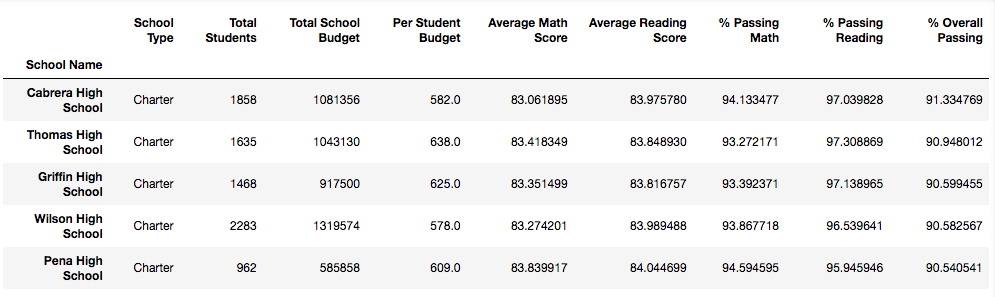 School Type Total Students Total School Budget Per Student Budget Average Math Score Average Reading Score % Passing Math % Passing Reading % Overall Passing
School Name
Cabrera High School Charter 1858 1081356 582.0 83.061895 83.975780 94.133477 97.039828 91.334769
Thomas High School Charter 1635 1043130 638.0 83.418349 83.848930 93.272171 97.308869 90.948012
Griffin High School Charter 1468 917500 625.0 83.351499 83.816757 93.392371 97.138965 90.599455
Wilson High School Charter 2283 1319574 578.0 83.274201 83.989488 93.867718 96.539641 90.582567
Pena High School Charter 962 585858 609.0 83.839917 84.044699 94.594595 95.945946 90.540541